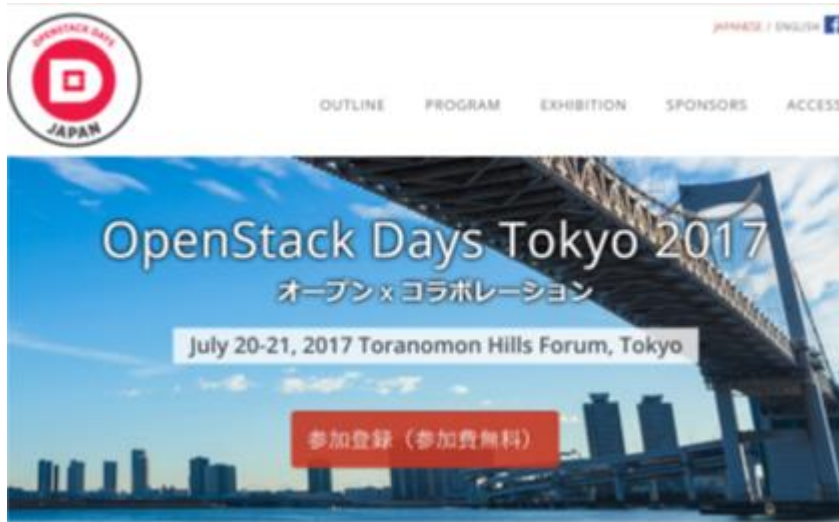 OPENSTACK DAYS
JAPAN
JAPANESE / ENGLISH
OUTLINE PROGRAM EXHIBITION SPONSORS ACCESS
OpenStack Days Tokyo 2017
オープン x コラボレーション
July 20-21, 2017 Toranomon Hills Forum, Tokyo
参加登録（参加費無料）